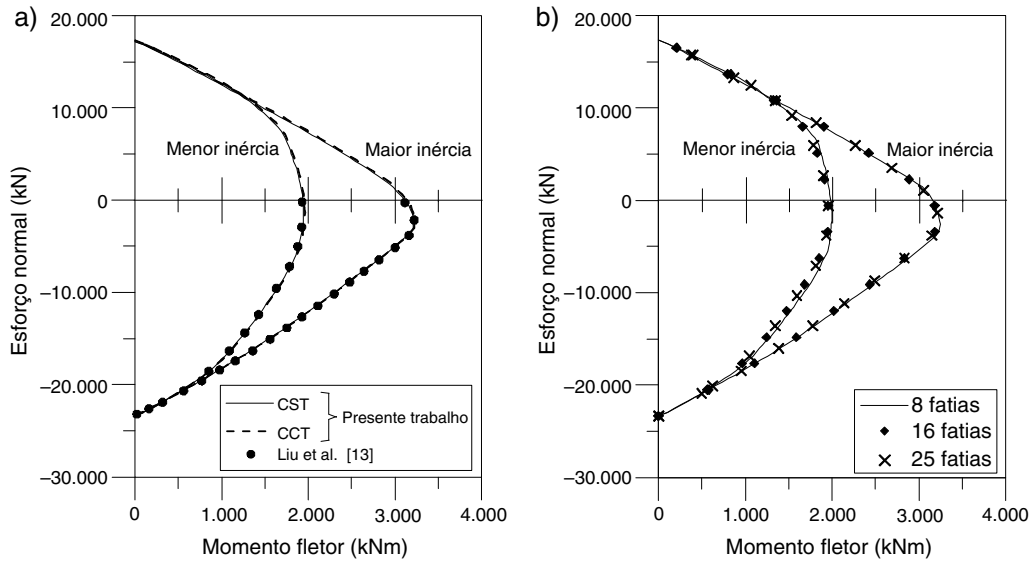 a)
20.000
10.000
0
−10.000
−20.000
−30.000
Esforço normal (kN)
Menor inércia
Maior inércia
CST
CCT
Presente trabalho
Liu et al. [13]
0
1.000
2.000
3.000
4.000
Momento fletor (kNm)
b)
20.000
10.000
0
−10.000
−20.000
−30.000
Esforço normal (kN)
Menor inércia
Maior inércia
8 fatias
16 fatias
25 fatias
0
1.000
2.000
3.000
4.000
Momento fletor (kNm)